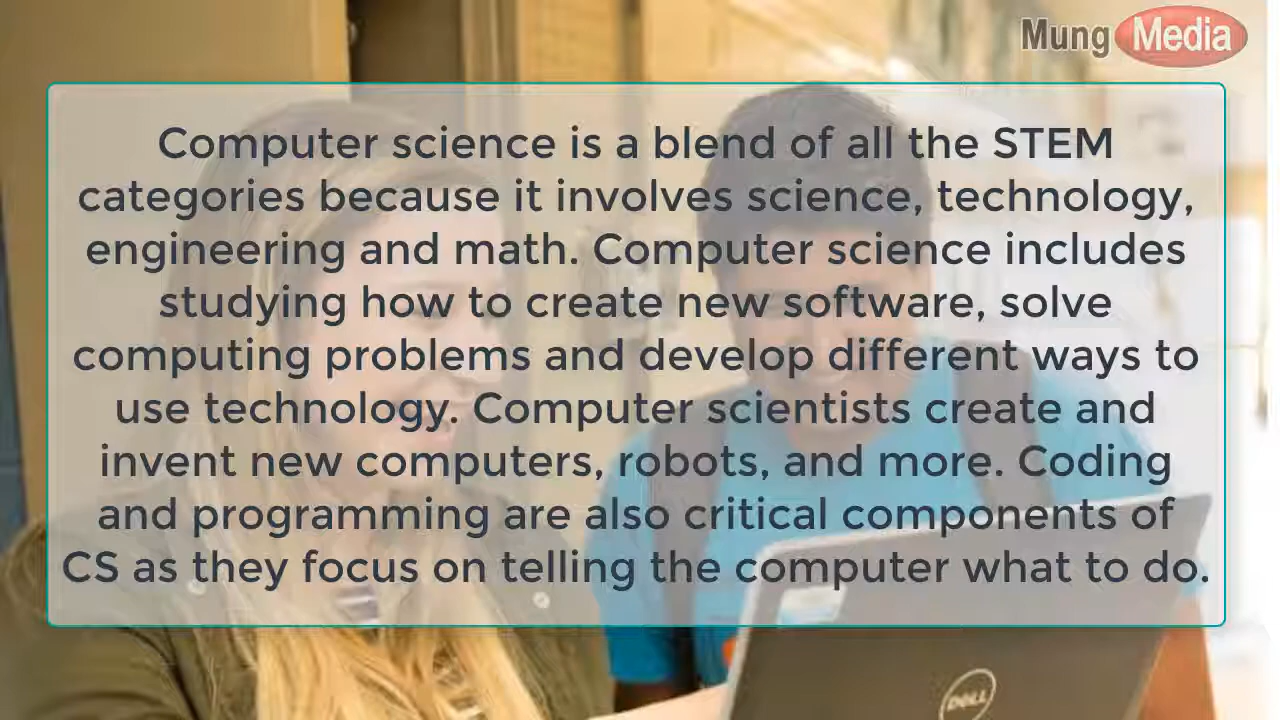 Mung Media
Computer science is a blend of all the STEM
categories because it involves science, technology,
engineering and math. Computer science includes
studying how to create new software, solve
computing problems and develop different ways to
use technology. Computer scientists create and
invent new computers, robots, and more. Coding
and programming are also critical components of
CS as they focus on telling the computer what to do.
DELL